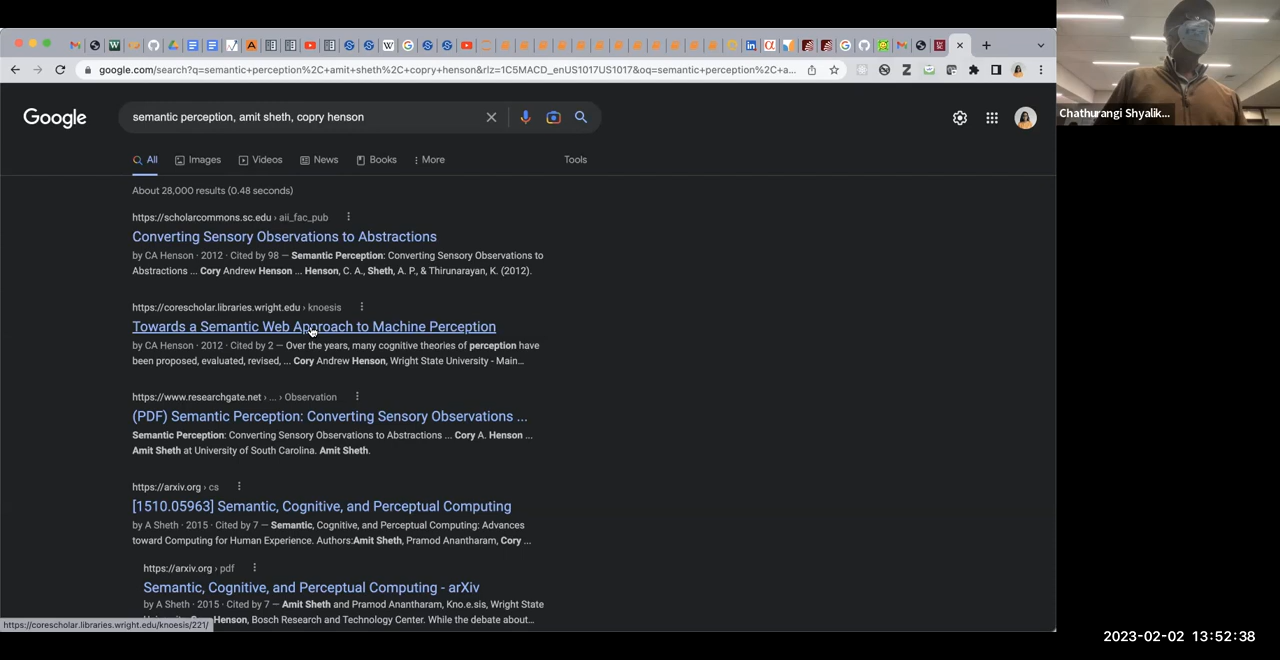 google.com/search?q=semantic+perception%2C+amit+sheth%2C+copry+henson&rlz=1C5MACD_enUS1017US1017&oq=semantic+perception%2C+a...
Google
semantic perception, amit sheth, copry henson
All Images Videos News Books More Tools
About 28,000 results (0.48 seconds)
https://scholarcommons.sc.edu › aii_fac_pub
Converting Sensory Observations to Abstractions
by CA Henson · 2012 · Cited by 98 — Semantic Perception: Converting Sensory Observations to
Abstractions ... Cory Andrew Henson ... Henson, C. A., Sheth, A. P., & Thirunarayan, K. (2012).
https://corescholar.libraries.wright.edu › knoesis
Towards a Semantic Web Approach to Machine Perception
by CA Henson · 2012 · Cited by 2 — Over the years, many cognitive theories of perception have
been proposed, evaluated, revised, ... Cory Andrew Henson, Wright State University - Main...
https://www.researchgate.net › ... › Observation
(PDF) Semantic Perception: Converting Sensory Observations ...
Semantic Perception: Converting Sensory Observations to Abstractions ... Cory A. Henson ...
Amit Sheth at University of South Carolina. Amit Sheth.
https://arxiv.org › cs
[1510.05963] Semantic, Cognitive, and Perceptual Computing
by A Sheth · 2015 · Cited by 7 — Semantic, Cognitive, and Perceptual Computing: Advances
toward Computing for Human Experience. Authors:Amit Sheth, Pramod Anantharam, Cory ...
https://arxiv.org › pdf
Semantic, Cognitive, and Perceptual Computing - arXiv
by A Sheth · 2015 · Cited by 7 — Amit Sheth and Pramod Anantharam, Kno.e.sis, Wright State
Henson, Bosch Research and Technology Center. While the debate about...
https://corescholar.libraries.wright.edu/knoesis/221/
Chathurangi Shyalik...
2023-02-02 13:52:38